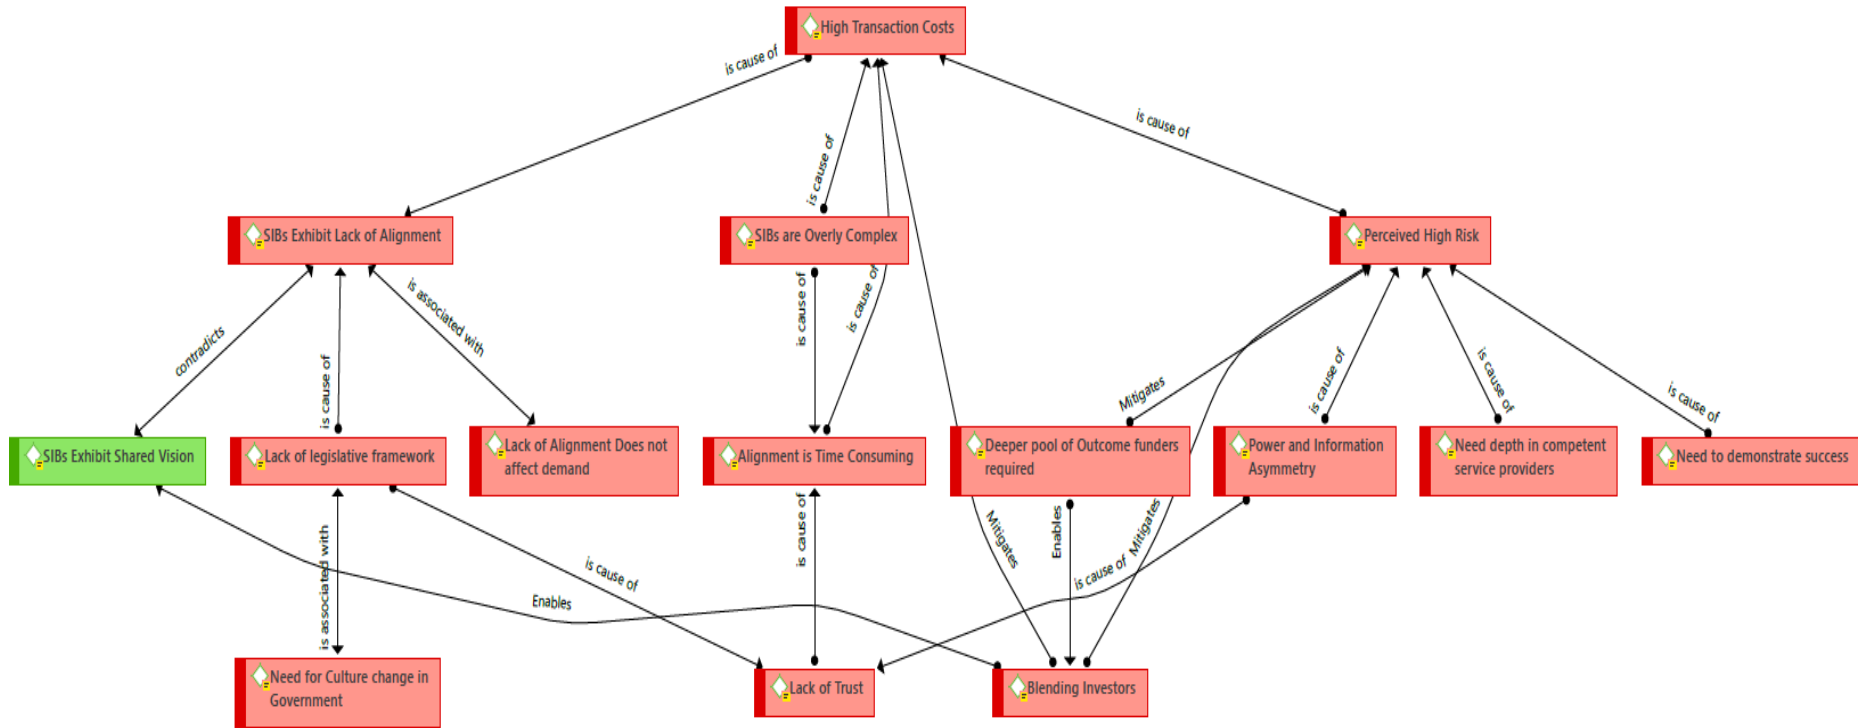 High Transaction Costs
is cause of
is cause of
is cause of
SIBs Exhibit Lack of Alignment
SIBs are Overly Complex
Perceived High Risk
contradicts
is cause of
is associated with
is cause of
is cause of
Mitigates
is cause of
is cause of
is cause of
SIBs Exhibit Shared Vision
Lack of legislative framework
Lack of Alignment Does not
affect demand
Alignment is Time Consuming
Deeper pool of Outcome funders
required
Power and Information
Asymmetry
Need depth in competent
service providers
Need to demonstrate success
is associated with
Enables
is cause of
is cause of
Mitigates
Enables
Mitigates
is cause of
Need for Culture change in
Government
Lack of Trust
Blending Investors